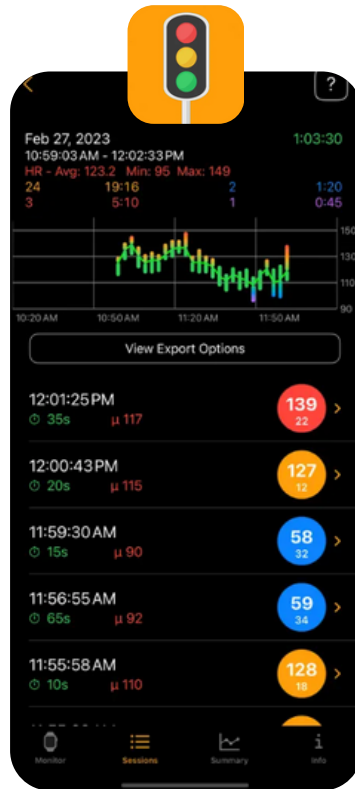 ?
Feb 27, 2023 1:03:30
10:59:03 AM - 12:02:33 PM
HR - Avg: 123.2 Min: 95 Max: 149
24 19:16 2 1:20
3 5:10 1 0:45
150
130
110
90
10:20 AM 10:50 AM 11:20 AM 11:50 AM
View Export Options
12:01:25 PM
35s μ 117
139
22
12:00:43 PM
20s μ 115
127
12
11:59:30 AM
15s μ 90
58
32
11:56:55 AM
65s μ 92
59
34
11:55:58 AM
10s μ 110
128
18
Monitor Sessions Summary Info